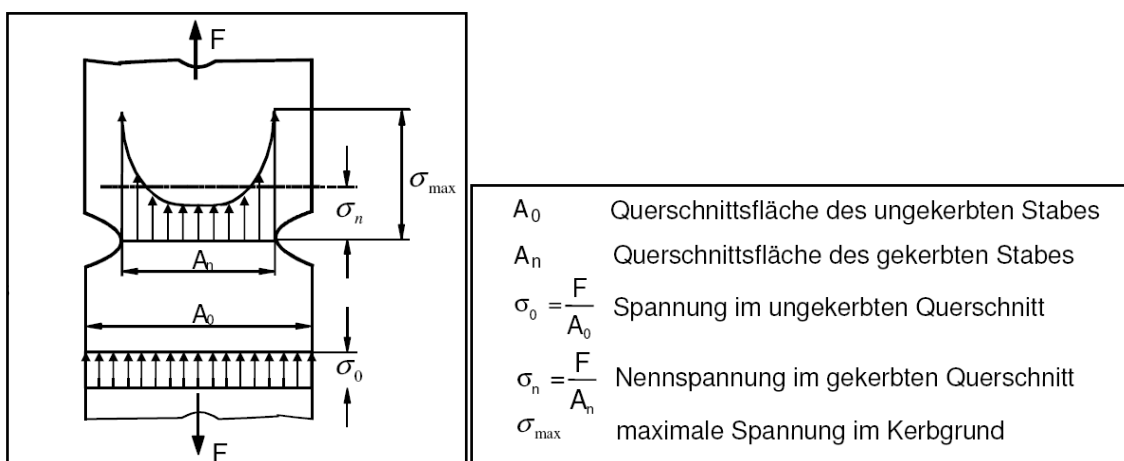 F
σmax
σn
An
A0
σ0
F
A0 Querschnittsfläche des ungekerbten Stabes
An Querschnittsfläche des gekerbten Stabes
σ0 = F/A0 Spannung im ungekerbten Querschnitt
σn = F/An Nennspannung im gekerbten Querschnitt
σmax maximale Spannung im Kerbgrund